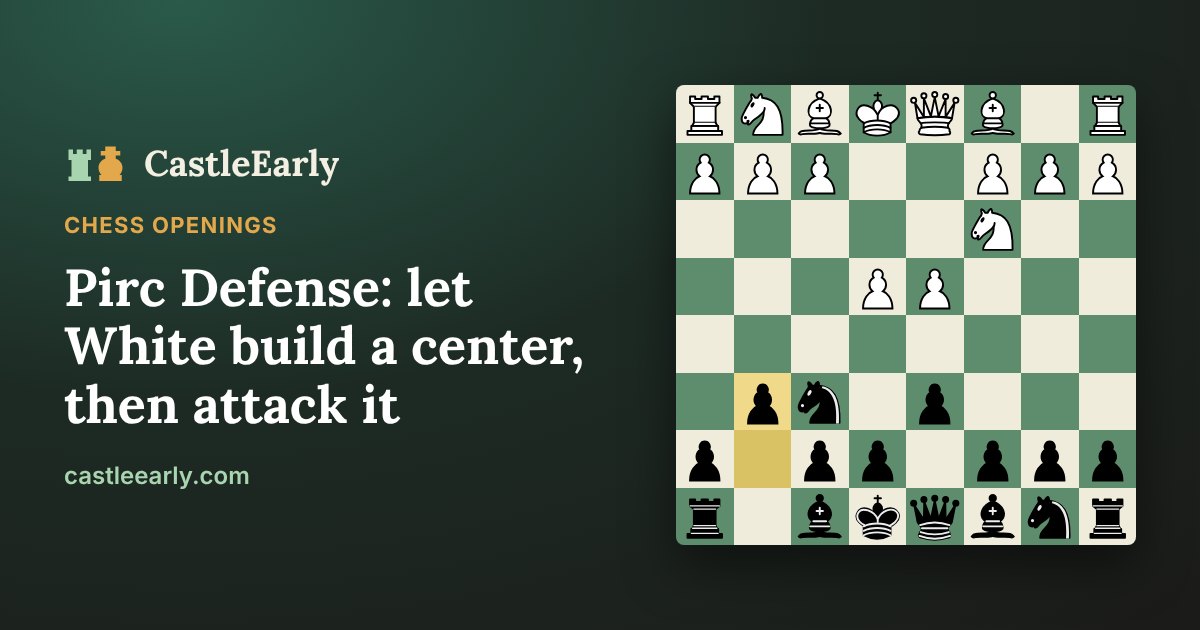 CastleEarly
CHESS OPENINGS
Pirc Defense: let
White build a center,
then attack it
castleearly.com